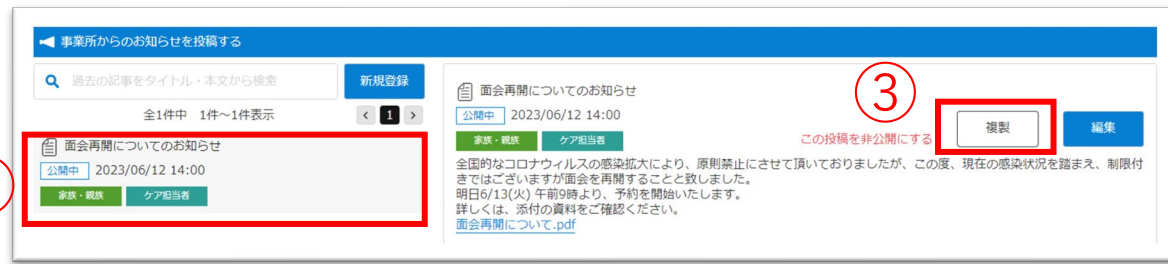 事業所からのお知らせを投稿する
過去の記事をタイトル・本文から検索
新規登録
全1件中 1件～1件表示
< 1 >
面会再開についてのお知らせ
公開中 2023/06/12 14:00
家族・親族 ケア担当者
面会再開についてのお知らせ
③
公開中 2023/06/12 14:00
家族・親族 ケア担当者
この投稿を非公開にする
複製
編集
全国的なコロナウィルスの感染拡大により、原則禁止にさせて頂いておりましたが、この度、現在の感染状況を踏まえ、制限付
きではございますが面会を再開することと致しました。
明日6/13(火) 午前9時より、予約を開始いたします。
詳しくは、添付の資料をご確認ください。
面会再開について.pdf